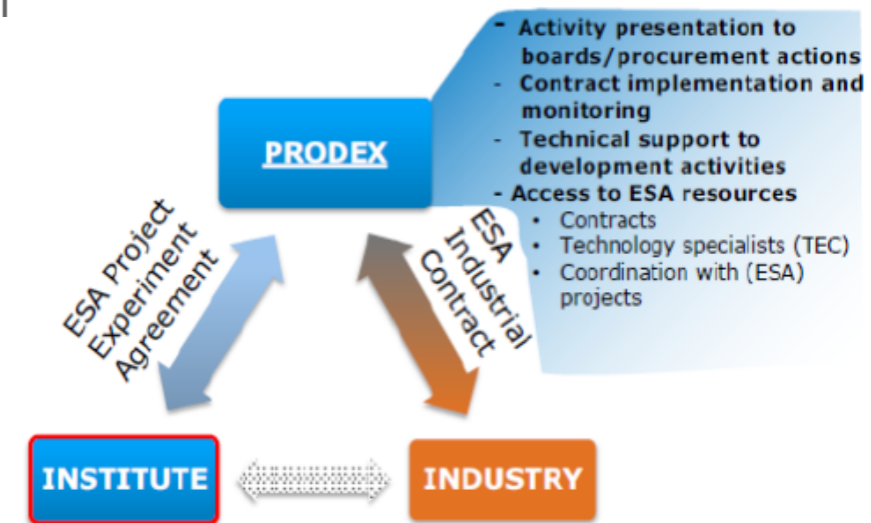 - Activity presentation to
boards/procurement actions
- Contract implementation and
monitoring
- Technical support to
development activities
- Access to ESA resources
• Contracts
• Technology specialists (TEC)
• Coordination with (ESA)
projects
PRODEX
ESA Project
Experiment
Agreement
ESA
Industrial
Contract
INSTITUTE
INDUSTRY